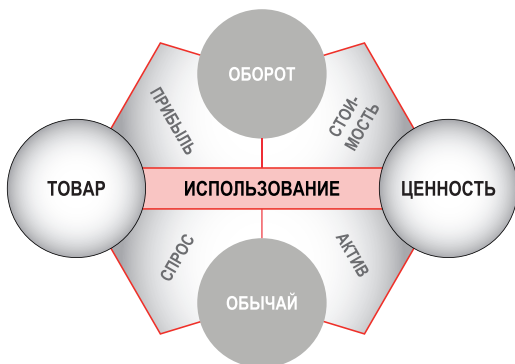 ОБОРОТ
ПРИБЫЛЬ
СТОИ-
МОСТЬ
ТОВАР
ИСПОЛЬЗОВАНИЕ
ЦЕННОСТЬ
СПРОС
АКТИВ
ОБЫЧАЙ